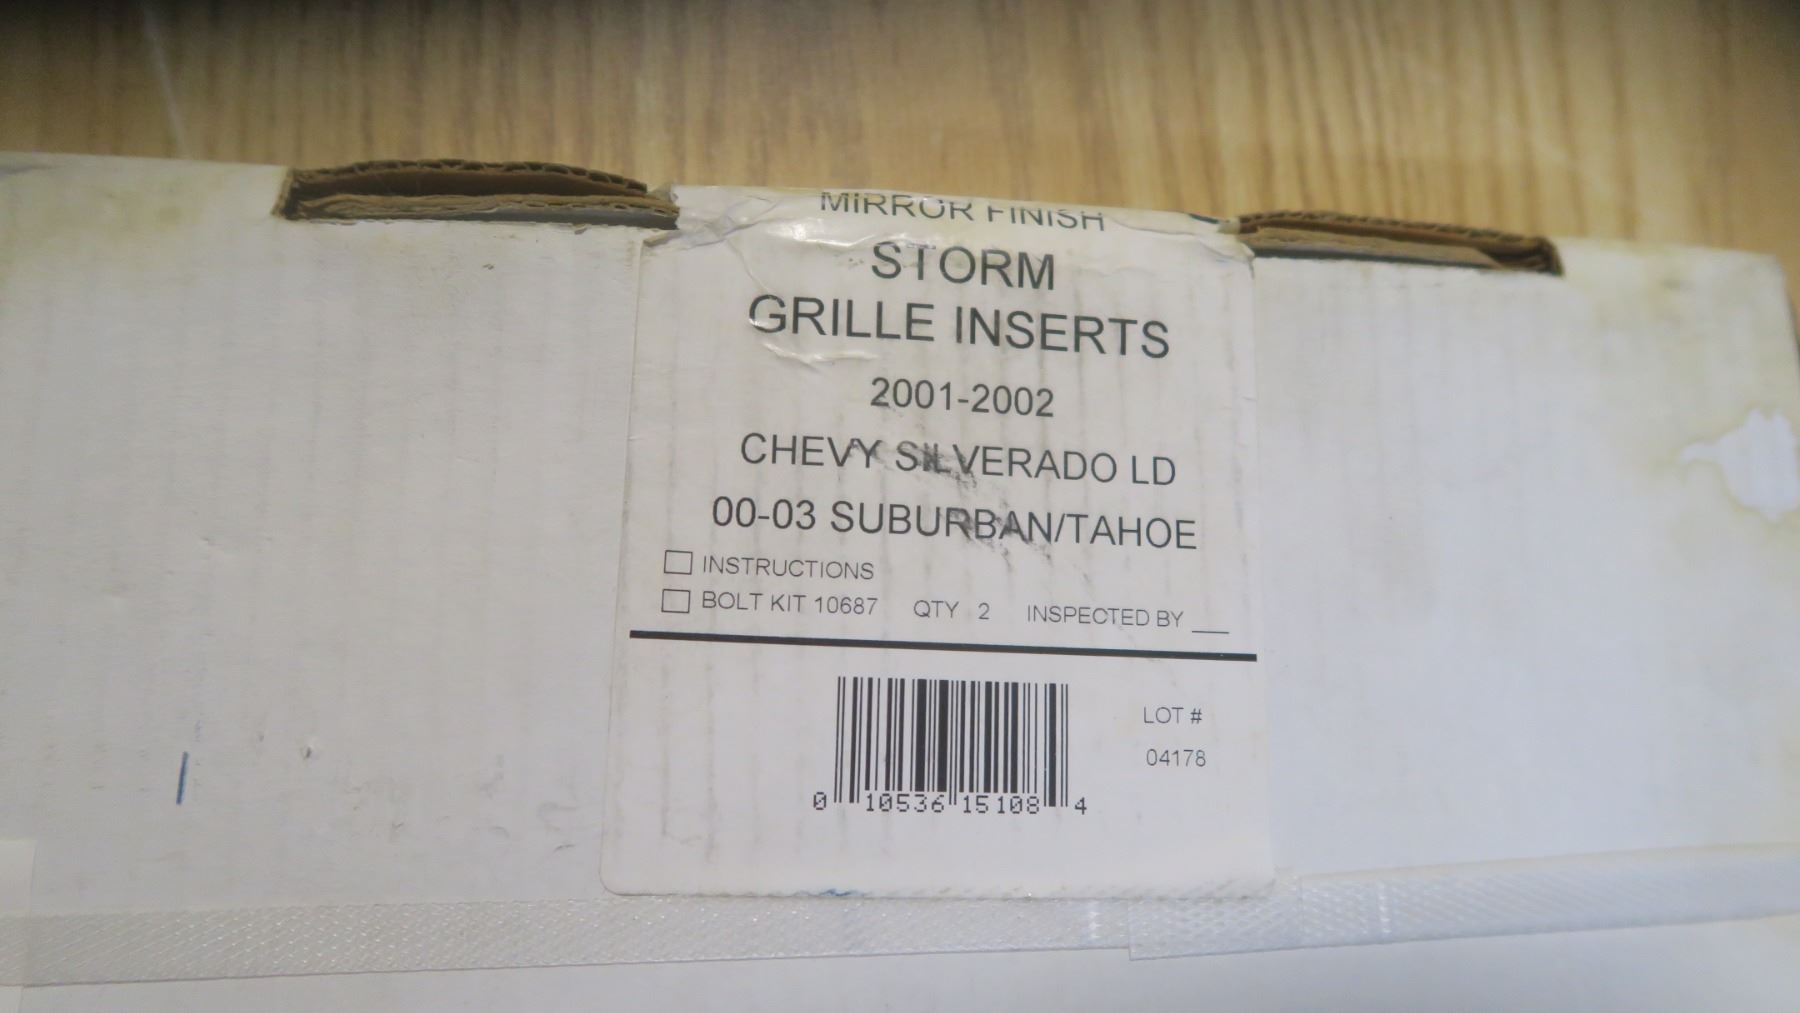 MIRROR FINISH
STORM
GRILLE INSERTS
2001-2002
CHEVY SILVERADO LD
00-03 SUBURBAN/TAHOE
INSTRUCTIONS
BOLT KIT 10687 QTY 2 INSPECTED BY ___
LOT #
04178
0 10536 15108 4